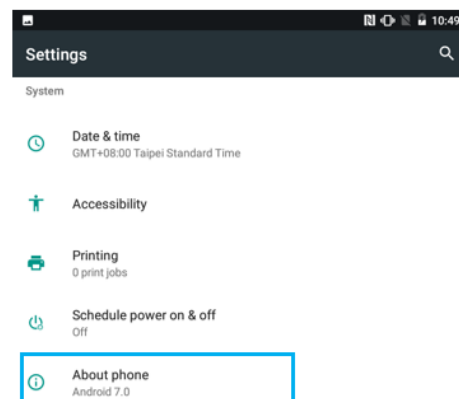 10:49
Settings
System
Date & time
GMT+08:00 Taipei Standard Time
Accessibility
Printing
0 print jobs
Schedule power on & off
Off
About phone
Android 7.0